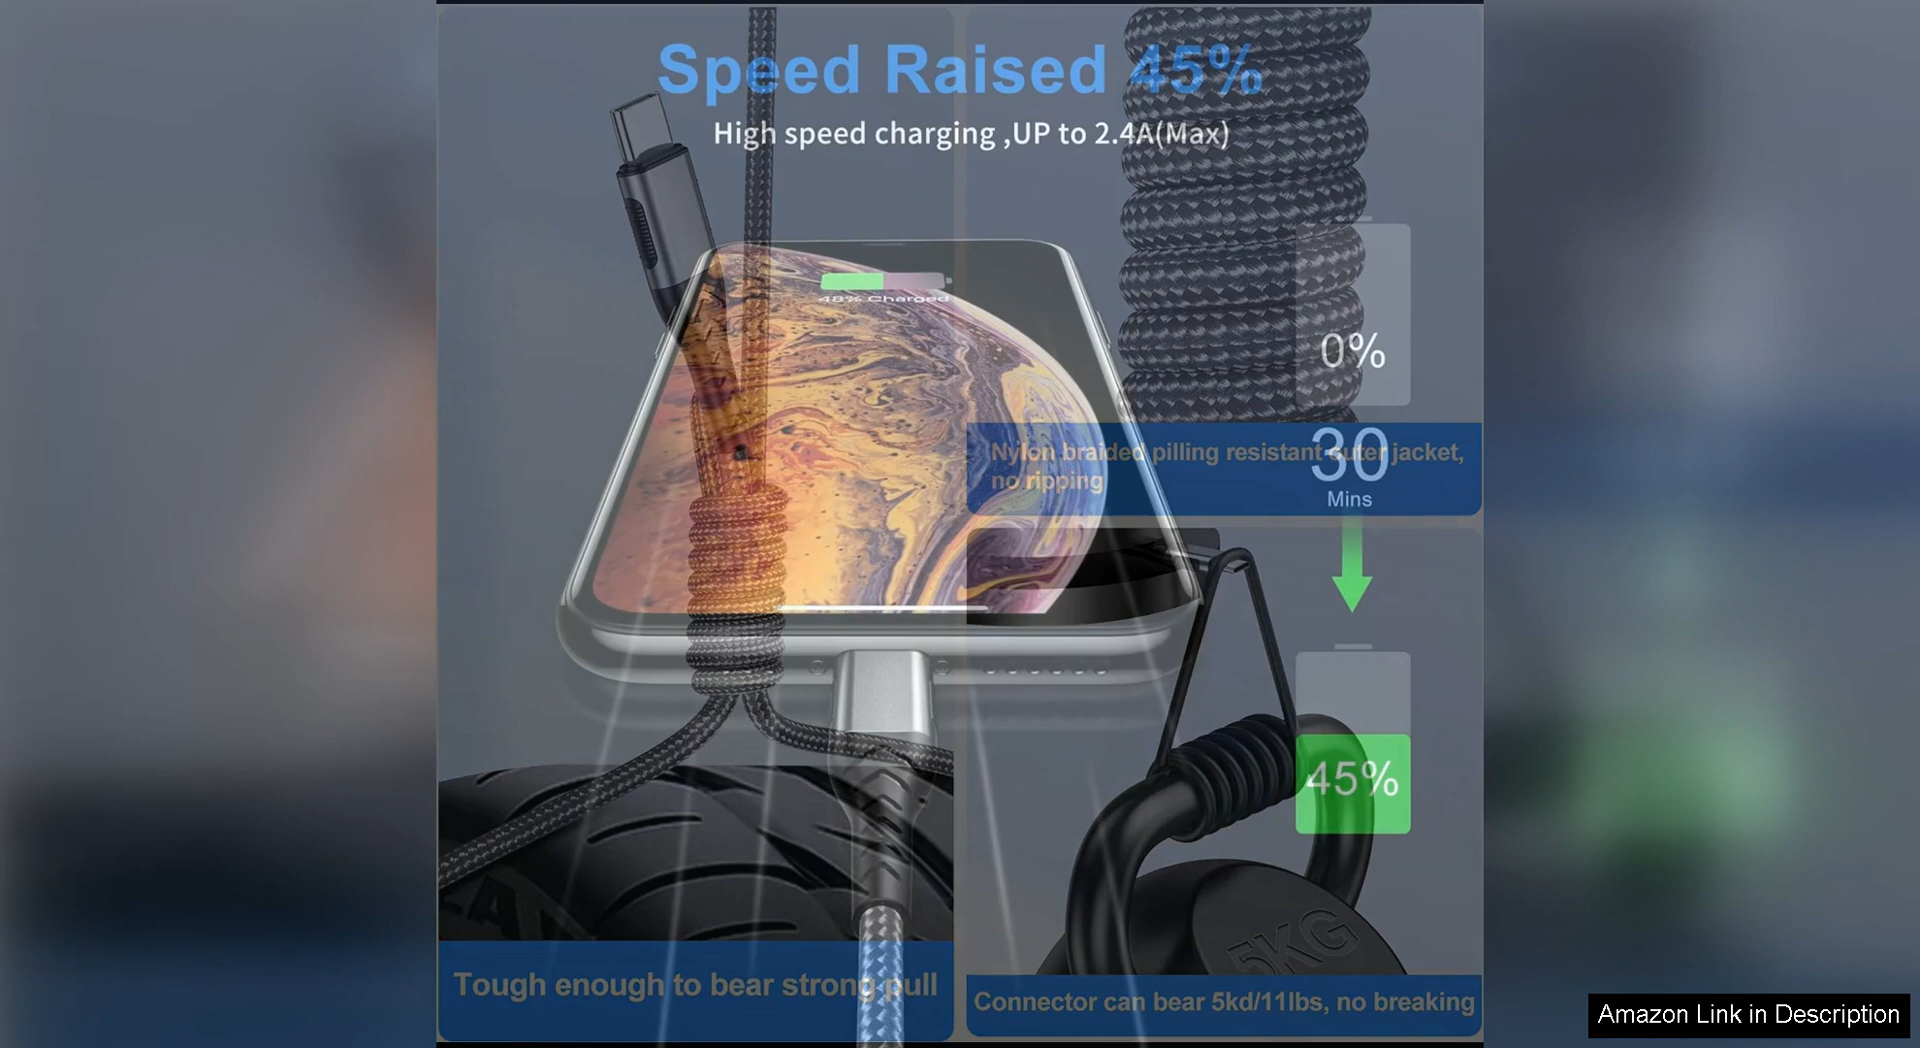 Speed Raised 45%
High speed charging ,UP to 2.4A(Max)
48% Charged
0%
Nylon braided pilling resistant outer jacket,
no ripping
30
Mins
45%
5KG
Tough enough to bear strong pull
Connector can bear 5kd/11lbs, no breaking
Amazon Link in Description